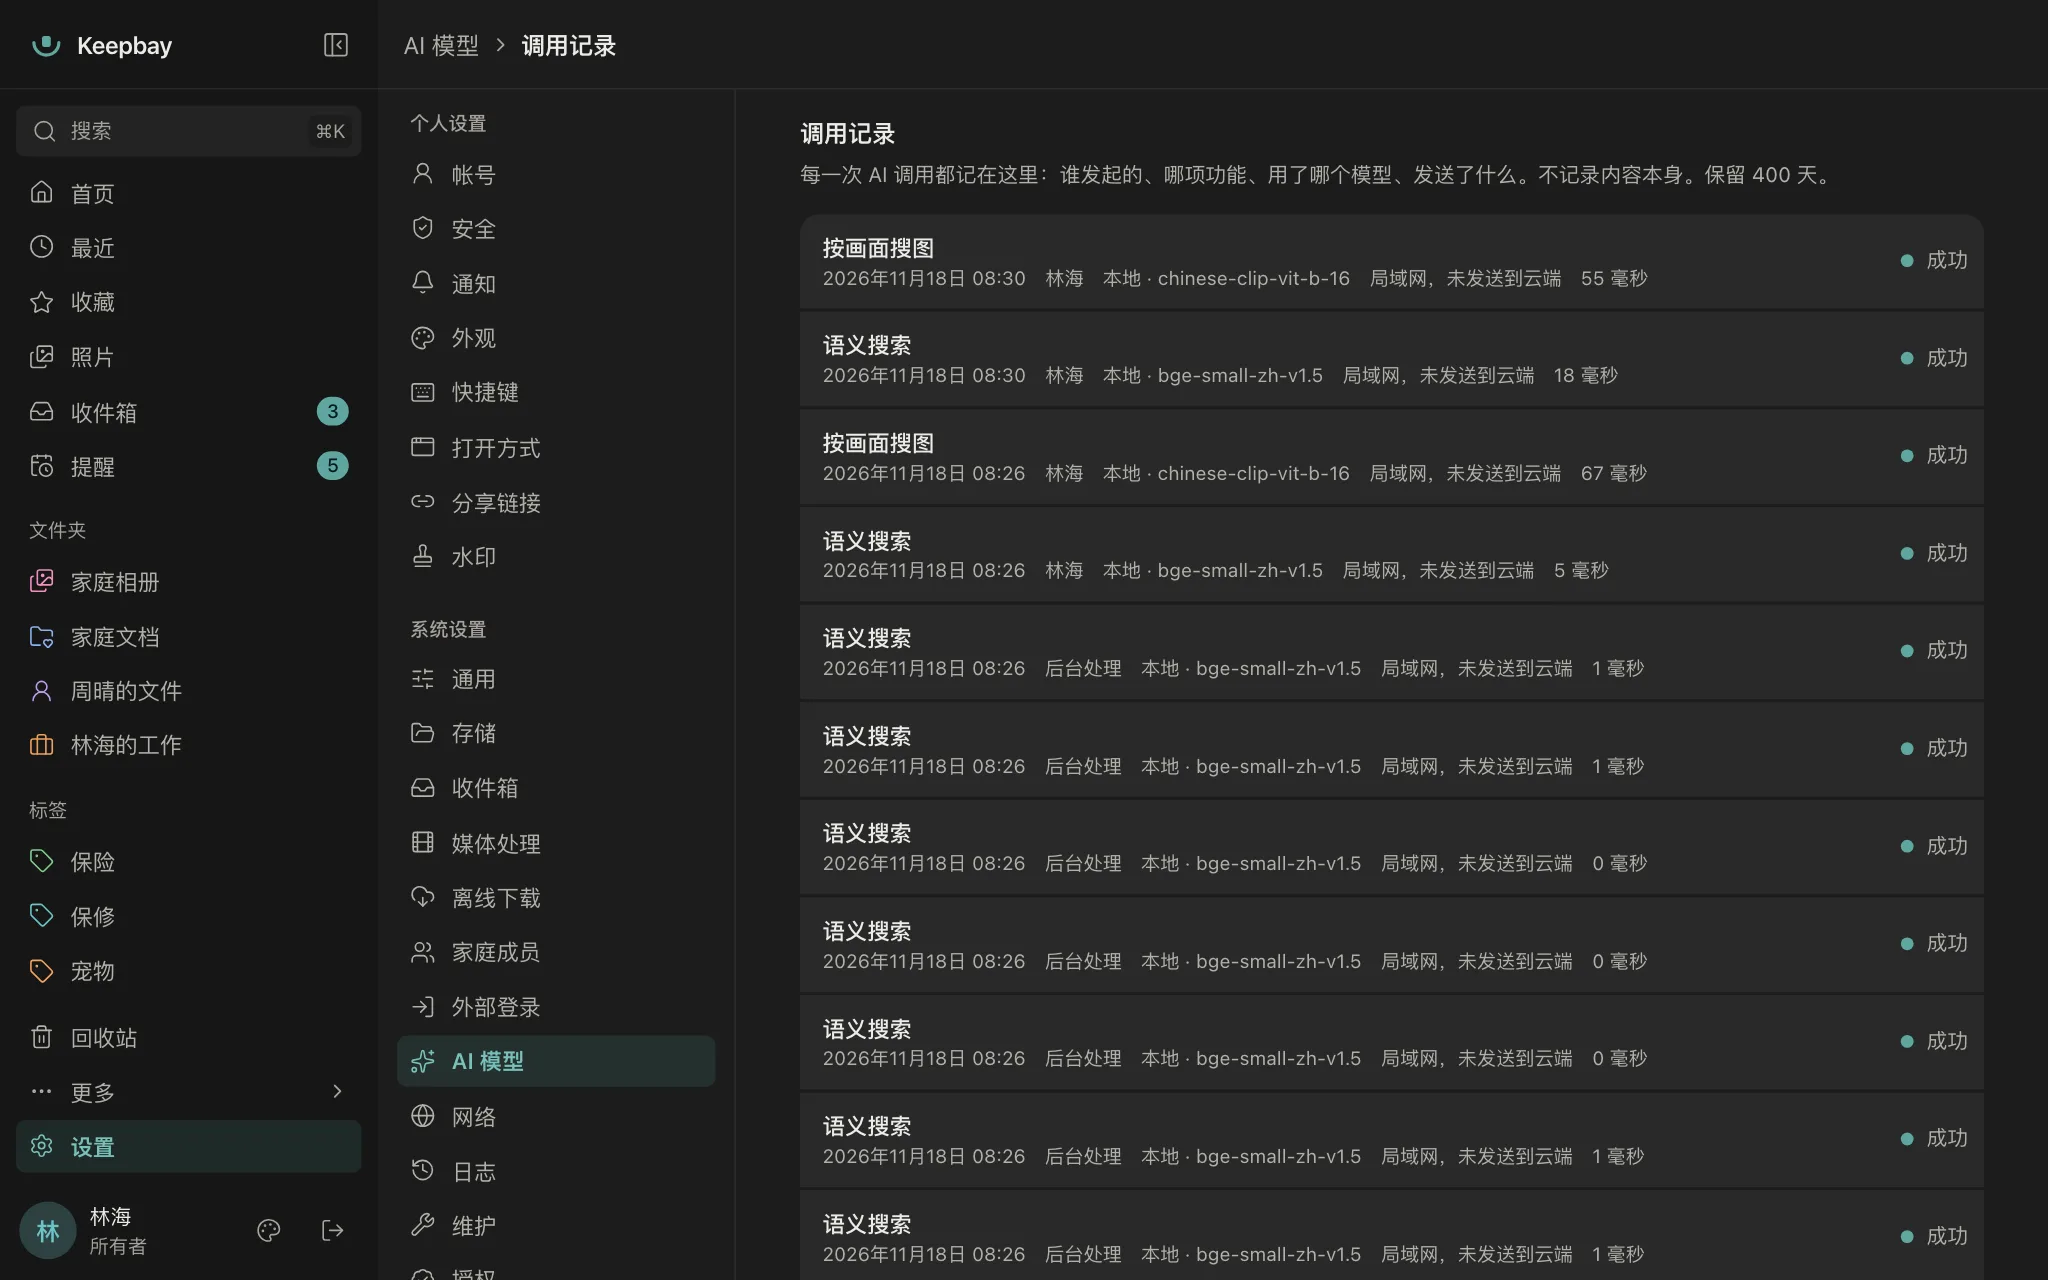 Keepbay
搜索 ⌘K
首页
最近
收藏
照片
收件箱 3
提醒 5
文件夹
家庭相册
家庭文档
周晴的文件
林海的工作
标签
保险
保修
宠物
回收站
更多
设置
林 林海
所有者
AI 模型 > 调用记录
个人设置
帐号
安全
通知
外观
快捷键
打开方式
分享链接
水印
系统设置
通用
存储
收件箱
媒体处理
离线下载
家庭成员
外部登录
AI 模型
网络
日志
维护
授权
调用记录
每一次 AI 调用都记在这里：谁发起的、哪项功能、用了哪个模型、发送了什么。不记录内容本身。保留 400 天。
按画面搜图
2026年11月18日 08:30 林海 本地 · chinese-clip-vit-b-16 局域网，未发送到云端 55 毫秒
成功
语义搜索
2026年11月18日 08:30 林海 本地 · bge-small-zh-v1.5 局域网，未发送到云端 18 毫秒
成功
按画面搜图
2026年11月18日 08:26 林海 本地 · chinese-clip-vit-b-16 局域网，未发送到云端 67 毫秒
成功
语义搜索
2026年11月18日 08:26 林海 本地 · bge-small-zh-v1.5 局域网，未发送到云端 5 毫秒
成功
语义搜索
2026年11月18日 08:26 后台处理 本地 · bge-small-zh-v1.5 局域网，未发送到云端 1 毫秒
成功
语义搜索
2026年11月18日 08:26 后台处理 本地 · bge-small-zh-v1.5 局域网，未发送到云端 1 毫秒
成功
语义搜索
2026年11月18日 08:26 后台处理 本地 · bge-small-zh-v1.5 局域网，未发送到云端 0 毫秒
成功
语义搜索
2026年11月18日 08:26 后台处理 本地 · bge-small-zh-v1.5 局域网，未发送到云端 0 毫秒
成功
语义搜索
2026年11月18日 08:26 后台处理 本地 · bge-small-zh-v1.5 局域网，未发送到云端 0 毫秒
成功
语义搜索
2026年11月18日 08:26 后台处理 本地 · bge-small-zh-v1.5 局域网，未发送到云端 1 毫秒
成功
语义搜索
2026年11月18日 08:26 后台处理 本地 · bge-small-zh-v1.5 局域网，未发送到云端 1 毫秒
成功